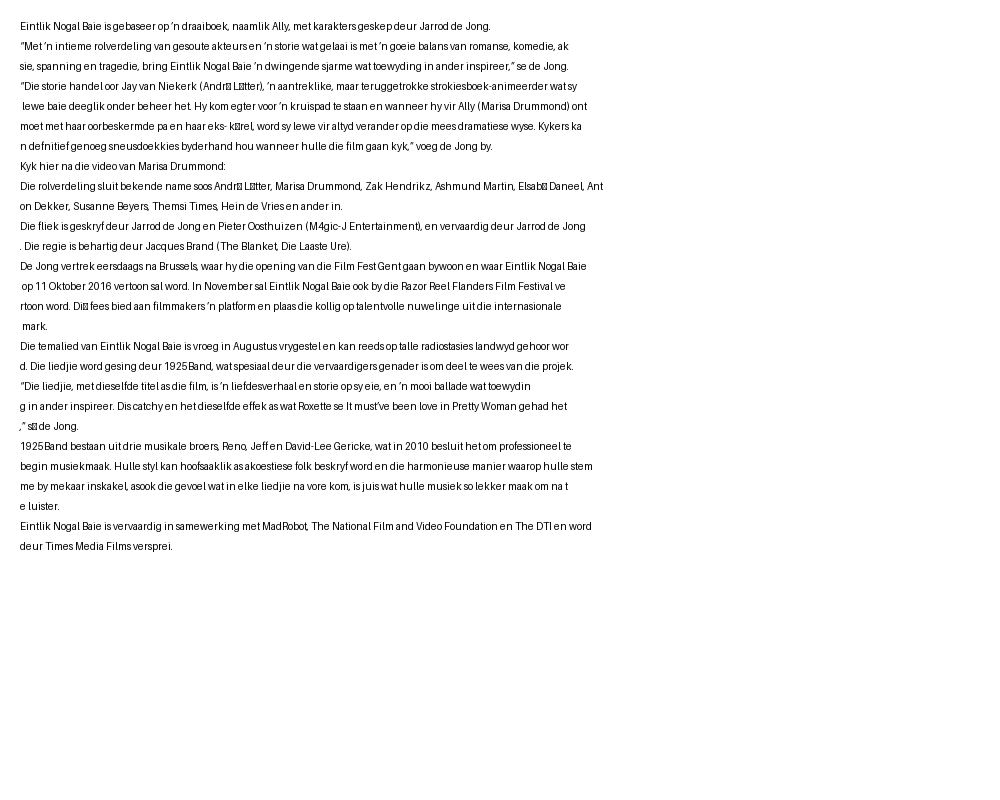 Eintlik Nogal Baie is gebaseer op 'n draaiboek, naamlik Ally, met karakters geskep deur Jarrod de Jong.
"Met 'n intieme rolverdeling van gesoute akteurs en 'n storie wat gelaai is met 'n goeie balans van romanse, komedie, ak
sie, spanning en tragedie, bring Eintlik Nogal Baie 'n dwingende sjarme wat toewyding in ander inspireer," se de Jong.
"Die storie handel oor Jay van Niekerk (Andr□ L□tter), 'n aantreklike, maar teruggetrokke strokiesboek-animeerder wat sy
lewe baie deeglik onder beheer het. Hy kom egter voor 'n kruispad te staan en wanneer hy vir Ally (Marisa Drummond) ont
moet met haar oorbeskermde pa en haar eks- k□rel, word sy lewe vir altyd verander op die mees dramatiese wyse. Kykers ka
n defnitief genoeg sneusdoekkies byderhand hou wanneer hulle die film gaan kyk," voeg de Jong by.
Kyk hier na die video van Marisa Drummond:
Die rolverdeling sluit bekende name soos Andr□ L□tter, Marisa Drummond, Zak Hendrikz, Ashmund Martin, Elsab□ Daneel, Ant
on Dekker, Susanne Beyers, Themsi Times, Hein de Vries en ander in.
Die fliek is geskryf deur Jarrod de Jong en Pieter Oosthuizen (M4gic-J Entertainment), en vervaardig deur Jarrod de Jong
. Die regie is behartig deur Jacques Brand (The Blanket, Die Laaste Ure).
De Jong vertrek eersdaags na Brussels, waar hy die opening van die Film Fest Gent gaan bywoon en waar Eintlik Nogal Baie
op 11 Oktober 2016 vertoon sal word. In November sal Eintlik Nogal Baie ook by die Razor Reel Flanders Film Festival ve
rtoon word. Di□ fees bied aan filmmakers 'n platform en plaas die kollig op talentvolle nuwelinge uit die internasionale
mark.
Die temalied van Eintlik Nogal Baie is vroeg in Augustus vrygestel en kan reeds op talle radiostasies landwyd gehoor wor
d. Die liedjie word gesing deur 1925Band, wat spesiaal deur die vervaardigers genader is om deel te wees van die projek.
"Die liedjie, met dieselfde titel as die film, is 'n liefdesverhaal en storie op sy eie, en 'n mooi ballade wat toewydin
g in ander inspireer. Dis catchy en het dieselfde effek as wat Roxette se It must've been love in Pretty Woman gehad het
," s□ de Jong.
1925Band bestaan uit drie musikale broers, Reno, Jeff en David-Lee Gericke, wat in 2010 besluit het om professioneel te
begin musiekmaak. Hulle styl kan hoofsaaklik as akoestiese folk beskryf word en die harmonieuse manier waarop hulle stem
me by mekaar inskakel, asook die gevoel wat in elke liedjie na vore kom, is juis wat hulle musiek so lekker maak om na t
e luister.
Eintlik Nogal Baie is vervaardig in samewerking met MadRobot, The National Film and Video Foundation en The DTI en word
deur Times Media Films versprei.